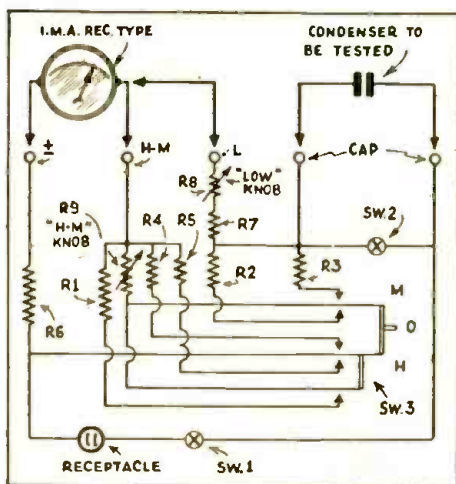 I.M.A. REC. TYPE
CONDENSER TO
BE TESTED
±
H-M
L
CAP
R8
"LOW"
KNOB
R9
"H-M"
KNOB
R4
R5
R7
SW.2
R1
R2
R3
R6
M
O
H
SW.3
RECEPTACLE
SW.1